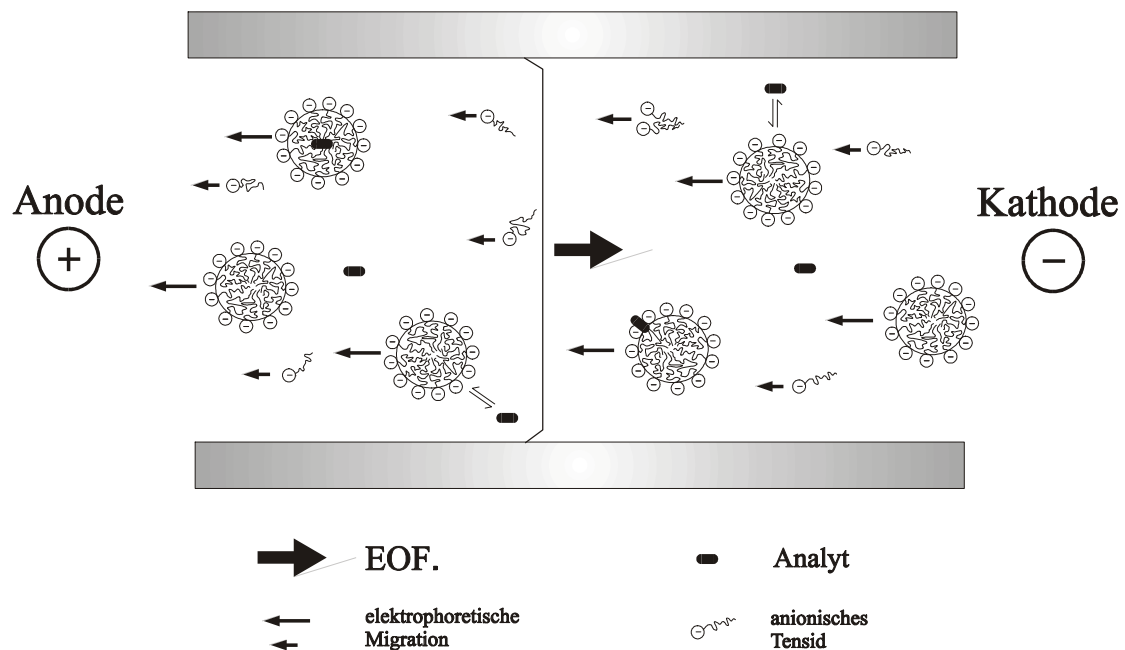 Anode
+
Kathode
−
EOF.
Analyt
elektrophoretische
Migration
anionisches
Tensid